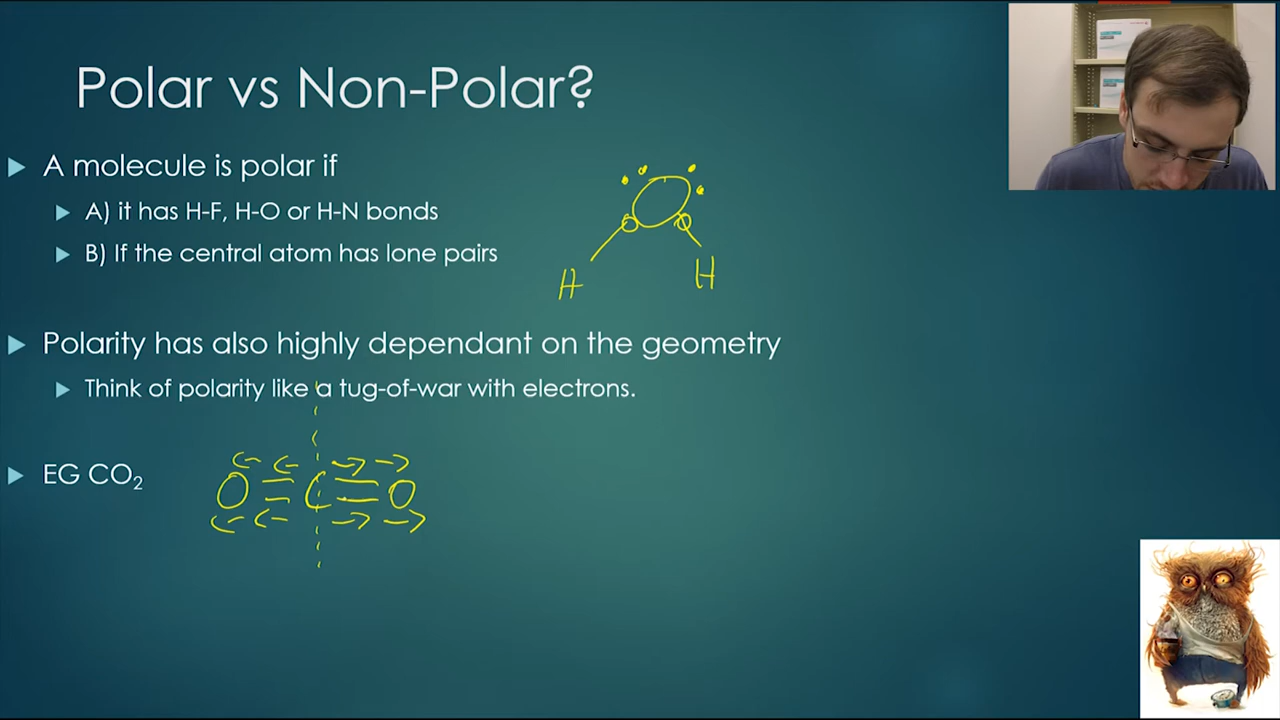 Polar vs Non-Polar?
A molecule is polar if
A) it has H-F, H-O or H-N bonds
B) If the central atom has lone pairs
O
H H
Polarity has also highly dependant on the geometry
Think of polarity like a tug-of-war with electrons.
EG CO₂
O = C = O